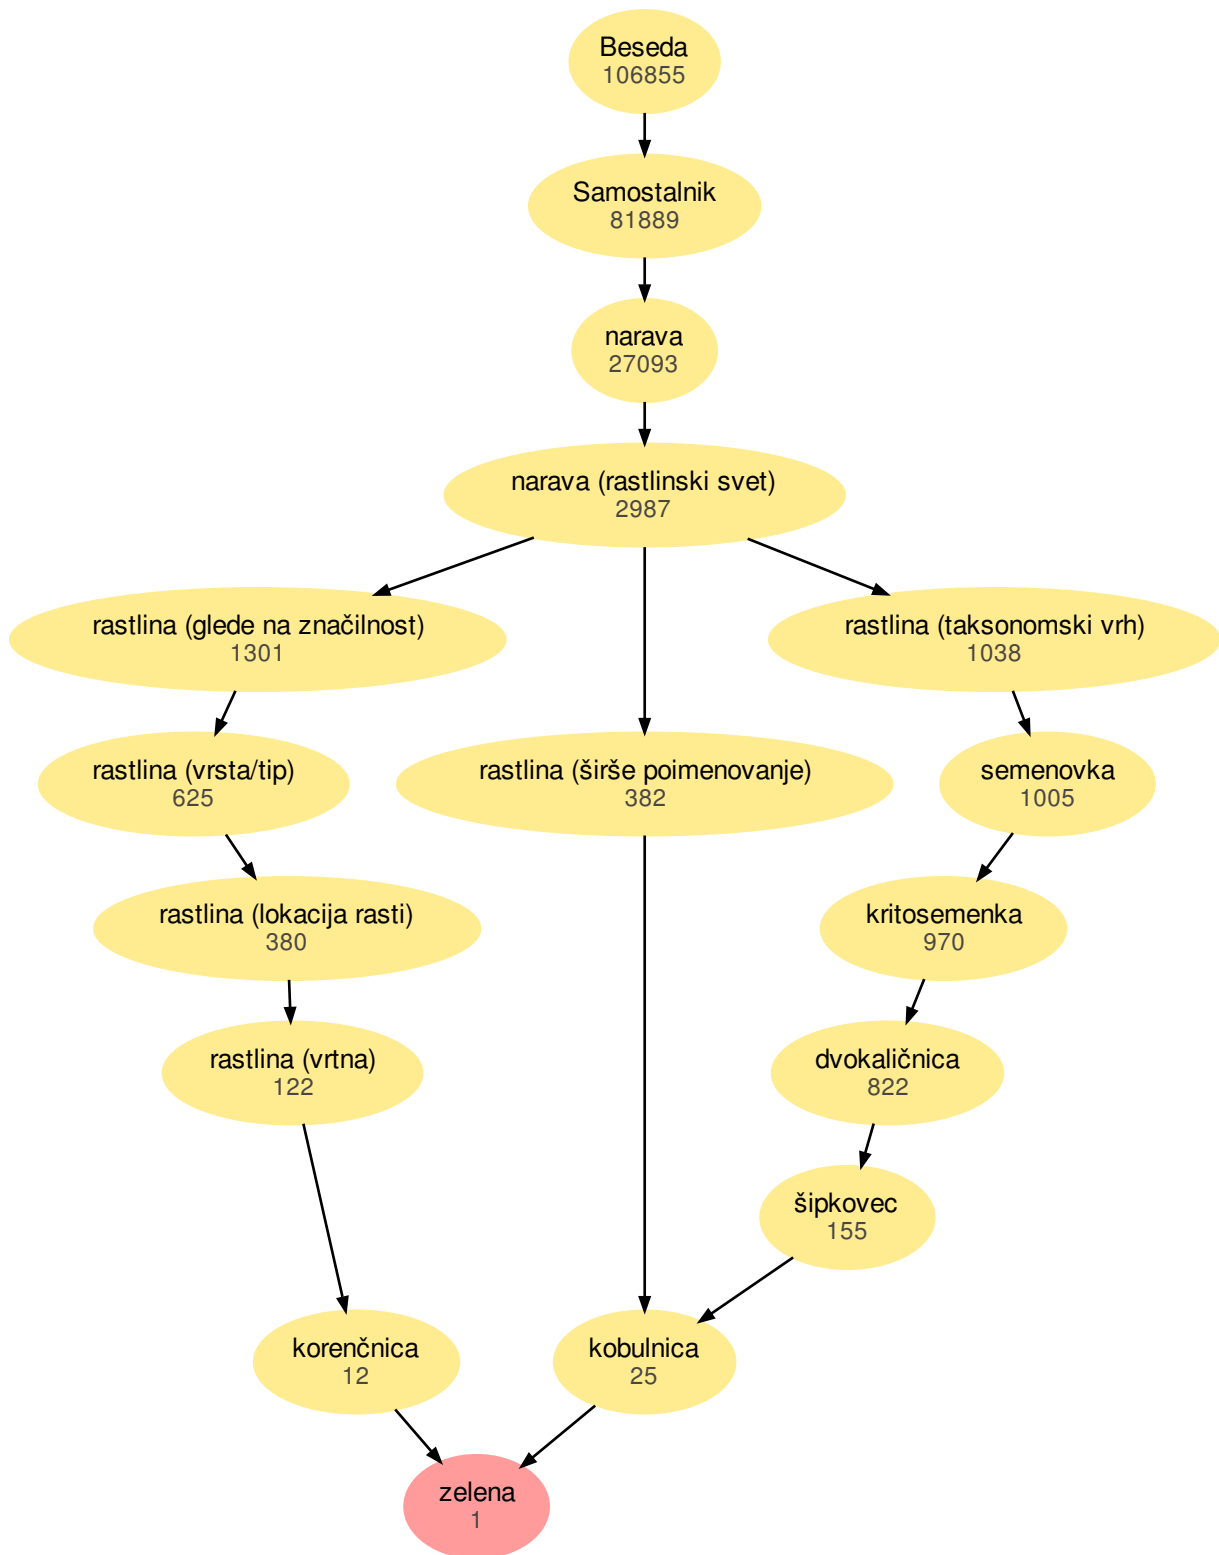 Beseda
106855
Samostalnik
81889
narava
27093
narava (rastlinski svet)
2987
rastlina (glede na značilnost)
1301
rastlina (taksonomski vrh)
1038
rastlina (vrsta/tip)
625
rastlina (širše poimenovanje)
382
semenovka
1005
rastlina (lokacija rasti)
380
kritosemenka
970
rastlina (vrtna)
122
dvokaličnica
822
šipkovec
155
korenčnica
12
kobulnica
25
zelena
1